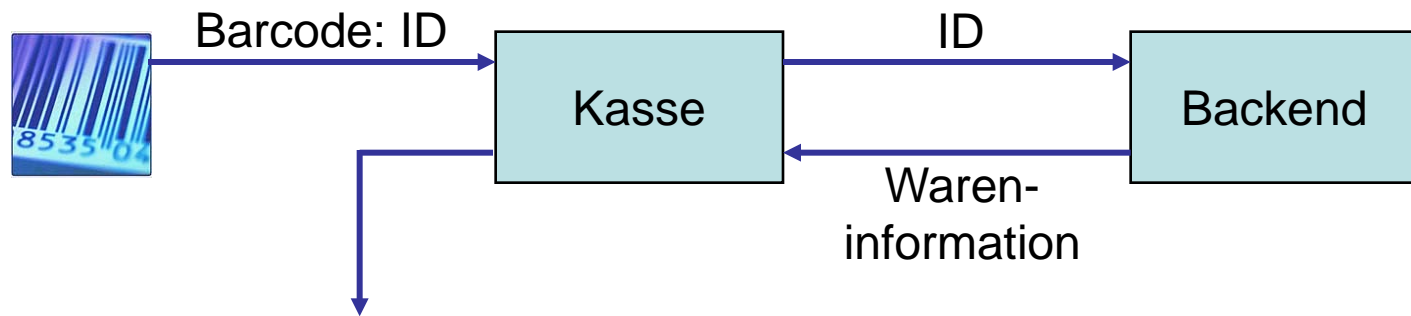 Barcode: ID
ID
Kasse
Backend
Waren-
information
8535 04